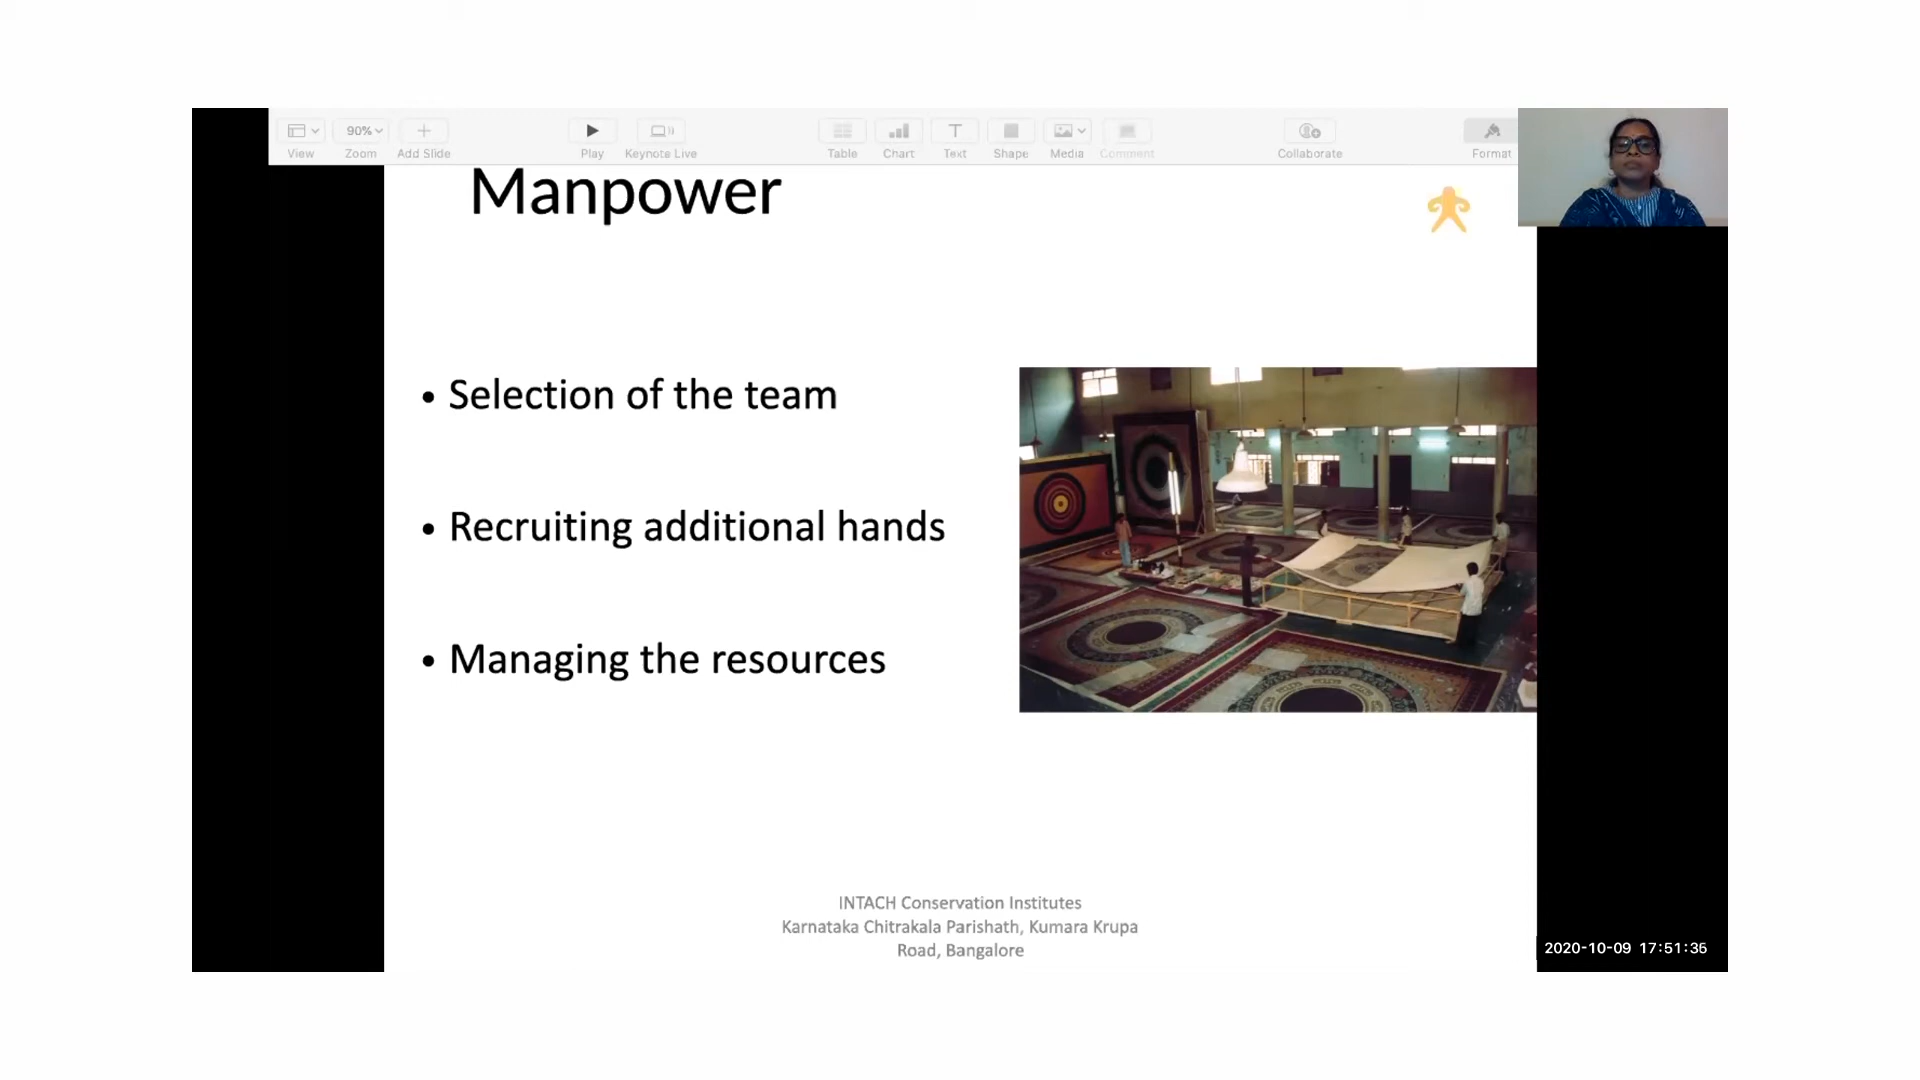 90%
View
Zoom
Add Slide
Play
Keynote Live
Table
Chart
Text
Shape
Media
Comment
Collaborate
Format
Manpower
• Selection of the team
• Recruiting additional hands
• Managing the resources
INTACH Conservation Institutes
Karnataka Chitrakala Parishath, Kumara Krupa
Road, Bangalore
2020-10-09 17:51:35